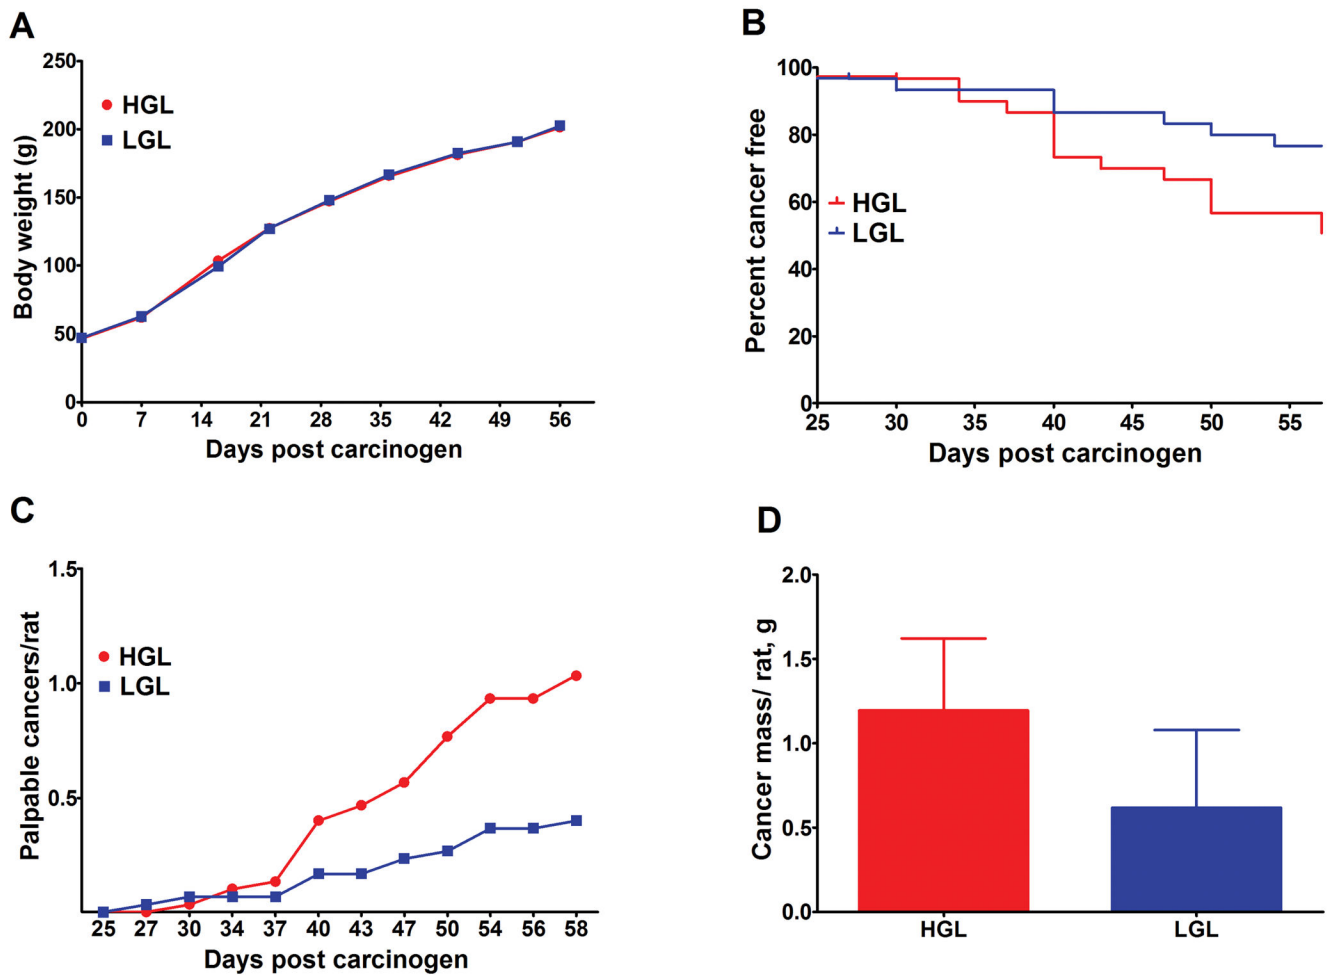 A
250
200
150
100
50
0
HGL
LGL
Body weight (g)
0 7 14 21 28 35 42 49 56
Days post carcinogen
B
100
80
60
40
20
0
HGL
LGL
Percent cancer free
25 30 35 40 45 50 55
Days post carcinogen
C
1.5
1.0
0.5
HGL
LGL
Palpable cancers/rat
25 27 30 34 37 40 43 47 50 54 56 58
Days post carcinogen
D
2.0
1.5
1.0
0.5
0.0
Cancer mass/ rat, g
HGL LGL